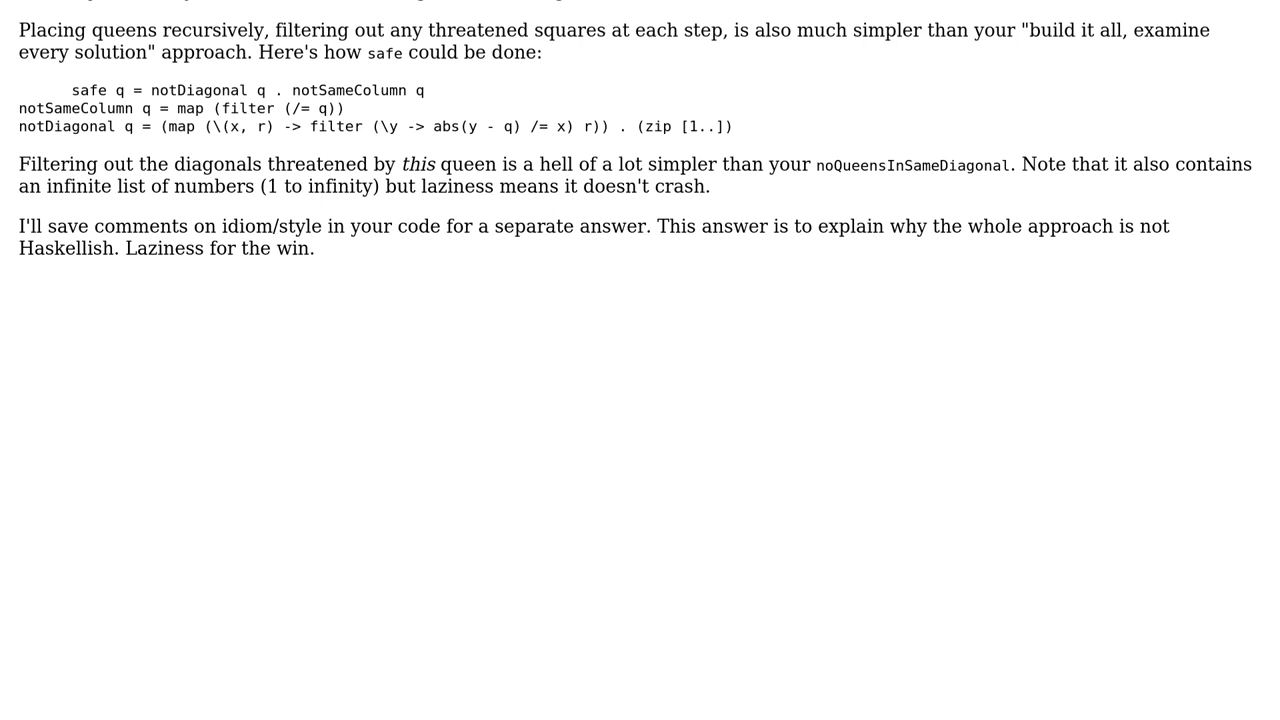 Placing queens recursively, filtering out any threatened squares at each step, is also much simpler than your "build it all, examine
every solution" approach. Here's how safe could be done:
safe q = notDiagonal q . notSameColumn q
notSameColumn q = map (filter (/= q))
notDiagonal q = (map (\(x, r) -> filter (\y -> abs(y - q) /= x) r)) . (zip [1..])
Filtering out the diagonals threatened by this queen is a hell of a lot simpler than your noQueensInSameDiagonal. Note that it also contains
an infinite list of numbers (1 to infinity) but laziness means it doesn't crash.
I'll save comments on idiom/style in your code for a separate answer. This answer is to explain why the whole approach is not
Haskellish. Laziness for the win.